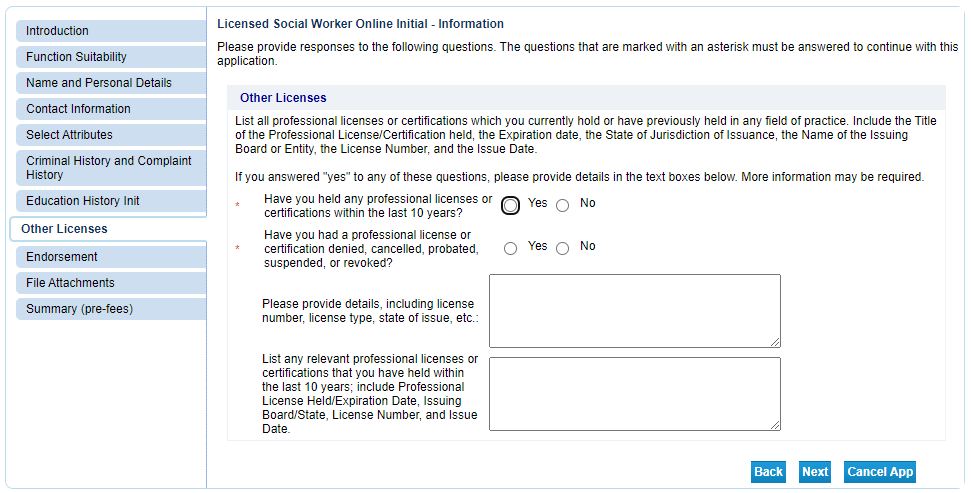 Introduction
Function Suitability
Name and Personal Details
Contact Information
Select Attributes
Criminal History and Complaint
History
Education History Init
Other Licenses
Endorsement
File Attachments
Summary (pre-fees)
Licensed Social Worker Online Initial - Information
Please provide responses to the following questions. The questions that are marked with an asterisk must be answered to continue with this
application.
Other Licenses
List all professional licenses or certifications which you currently hold or have previously held in any field of practice. Include the Title
of the Professional License/Certification held, the Expiration date, the State of Jurisdiction of Issuance, the Name of the Issuing
Board or Entity, the License Number, and the Issue Date.
If you answered "yes" to any of these questions, please provide details in the text boxes below. More information may be required.
* Have you held any professional licenses or
certifications within the last 10 years?
Yes No
* Have you had a professional license or
certification denied, cancelled, probated,
suspended, or revoked?
Yes No
Please provide details, including license
number, license type, state of issue, etc.:
List any relevant professional licenses or
certifications that you have held within
the last 10 years; include Professional
License Held/Expiration Date, Issuing
Board/State, License Number, and Issue
Date.
Back Next Cancel App